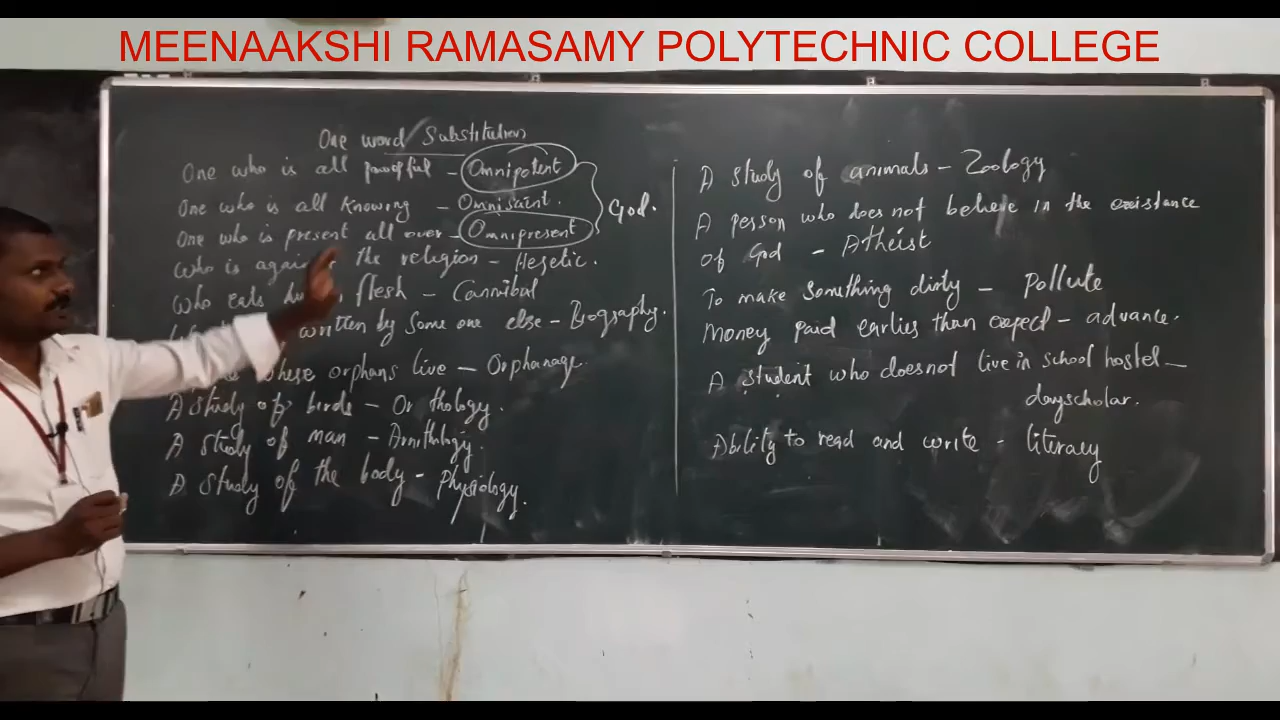 MEENAAKSHI RAMASAMY POLYTECHNIC COLLEGE
One word Substitution
One who is all powerful - Omnipotent
One who is all Knowing - Omnisaint.
One who is present all over - Omnipresent
God.
Who is again the religion - Hesetic.
Who eats flesh - Cannibal
written by Some one else - Biography.
orphans live - Orphanage.
A study of birds - Or thology.
A study of man - Arnithology.
A study of the body - Physiology.
A study of animals - Zoology
A person who does not believe in the existance
of God - Atheist
To make something dirty - Pollute
Money paid earlies than expect - advance.
A student who does not live in school hostel -
dayscholar.
Ability to read and write - literacy